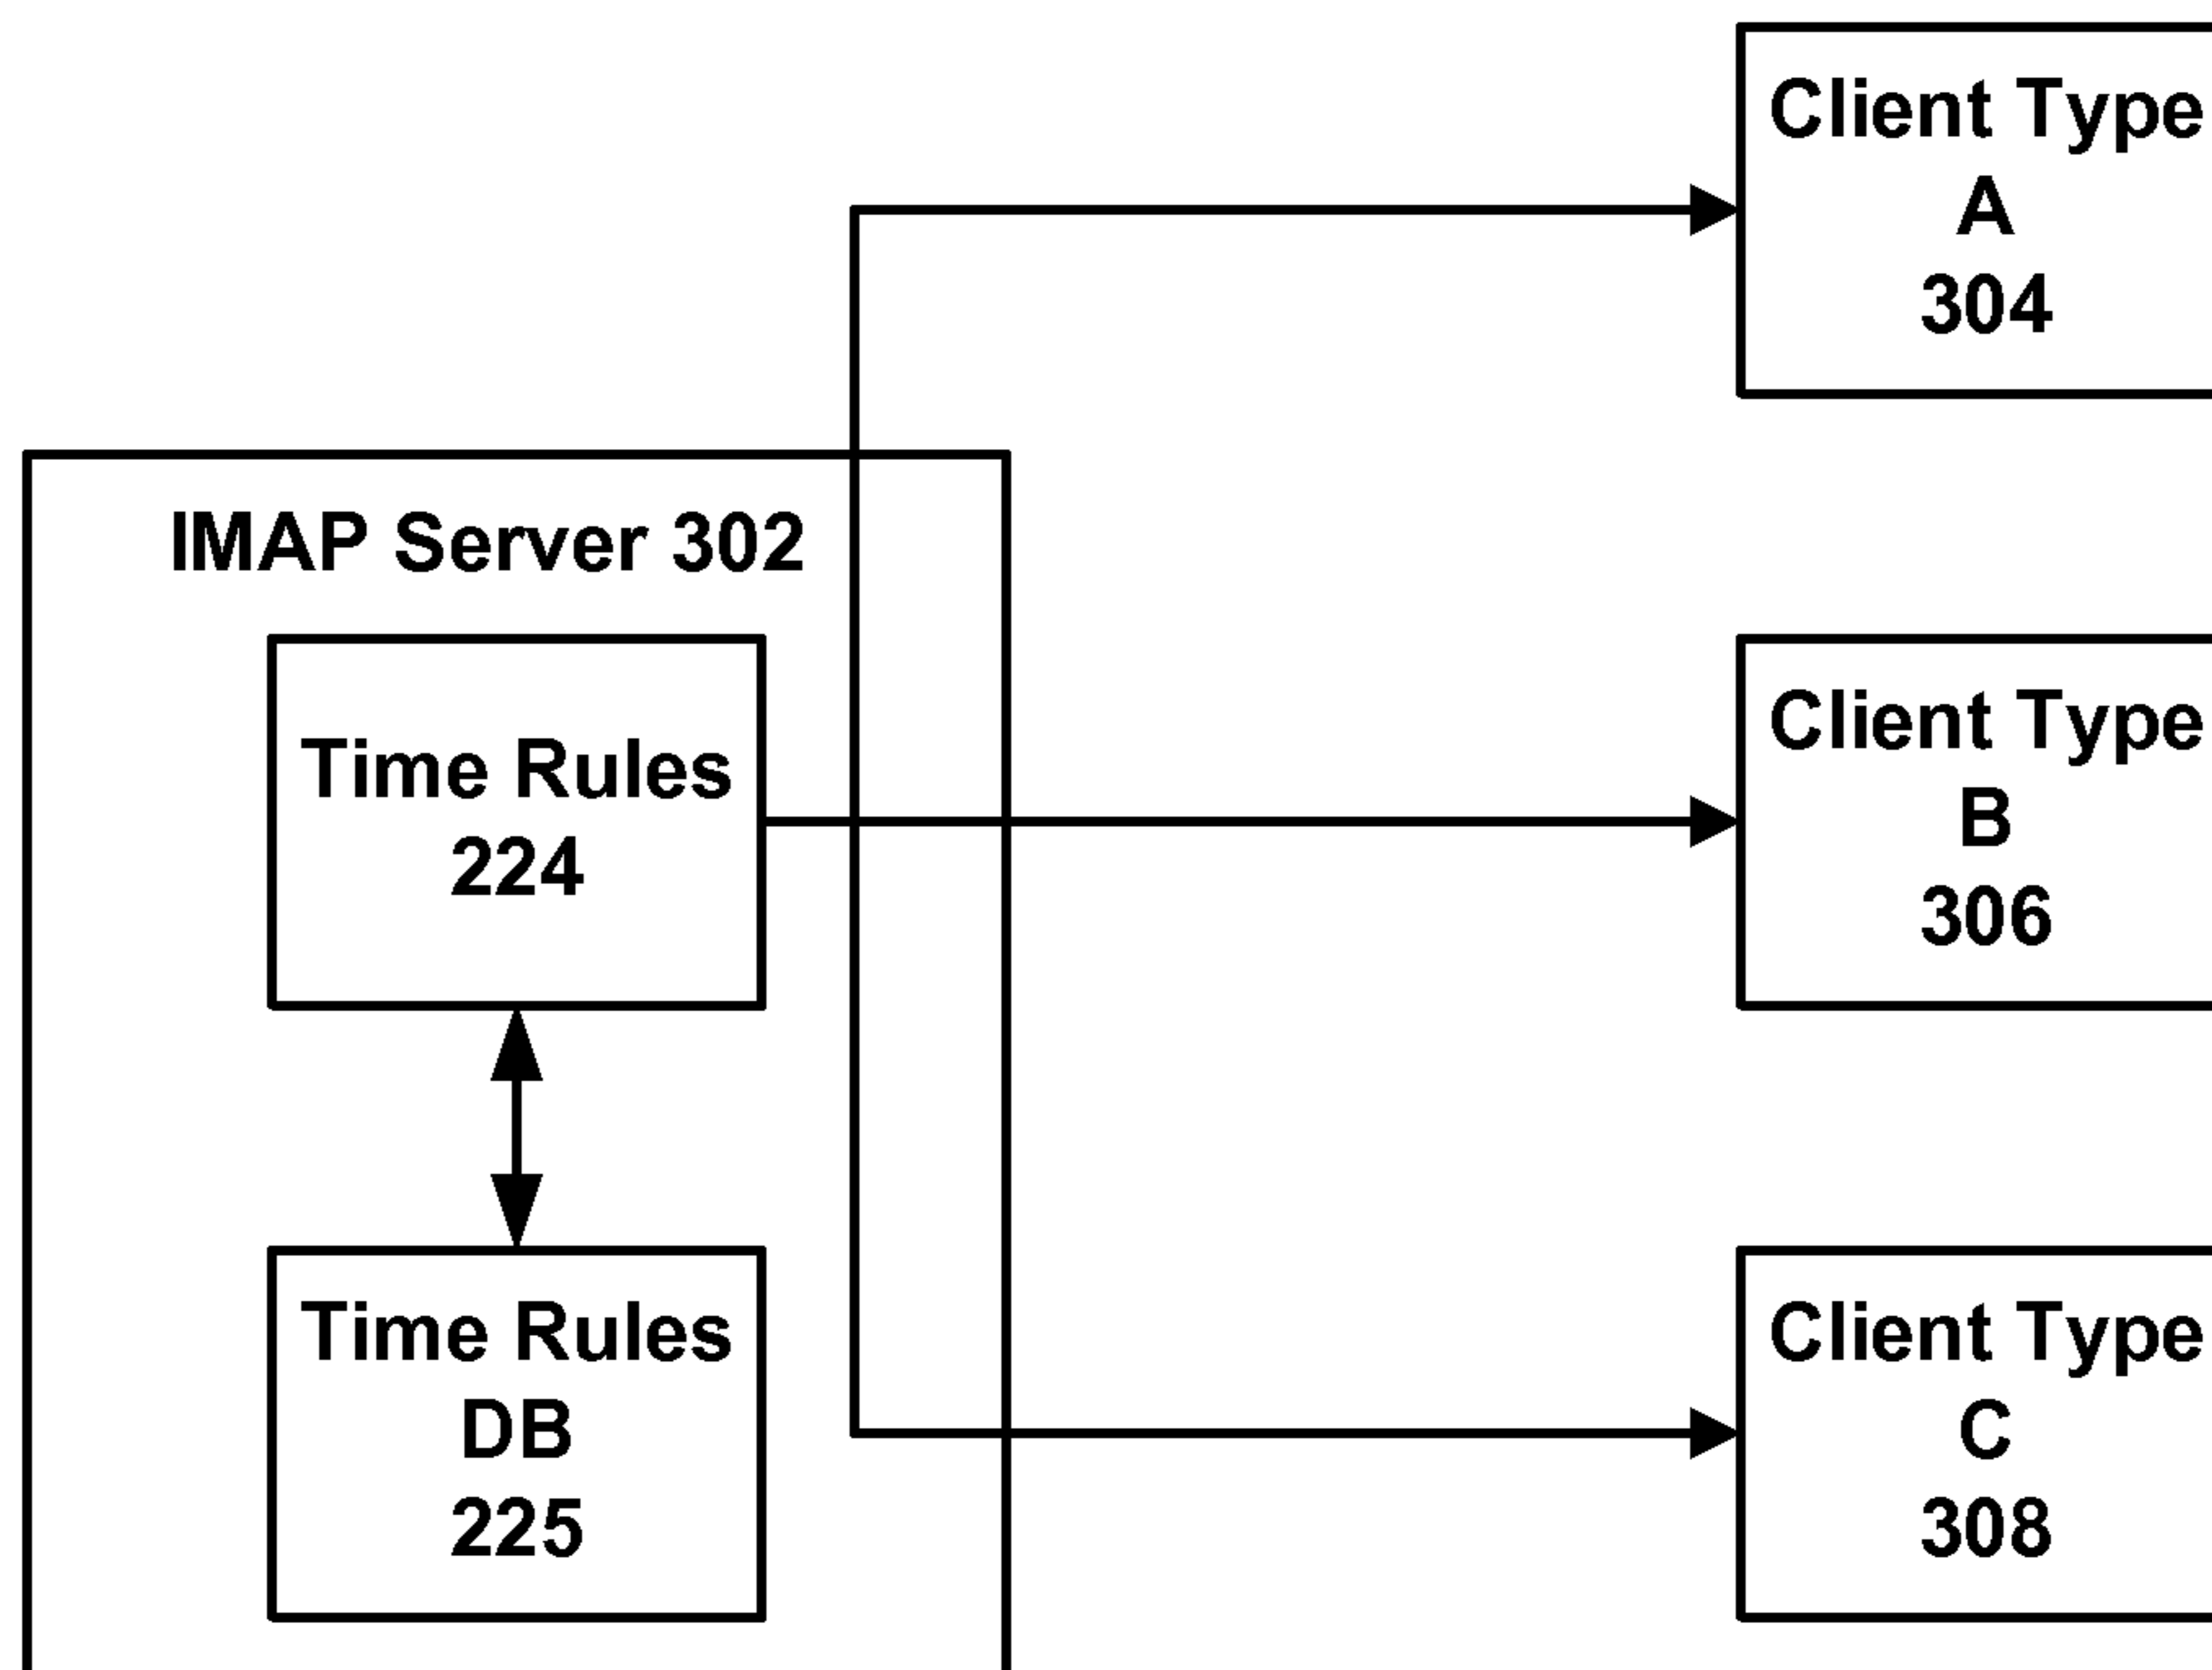 Client Type
A
304
IMAP Server 302
Time Rules
224
Client Type
B
306
Time Rules
DB
225
Client Type
C
308